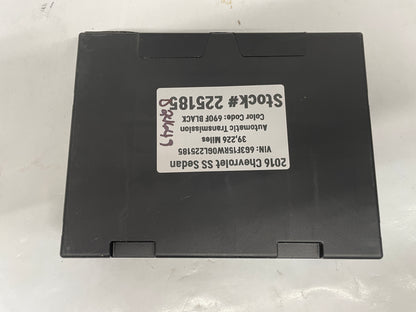 2016 Chevrolet SS Sedan
VIN: 6G3F15RW0GL225185
39,226 Miles
Automatic Transmission
Color Code: 690F BLACK
Stock# 225185